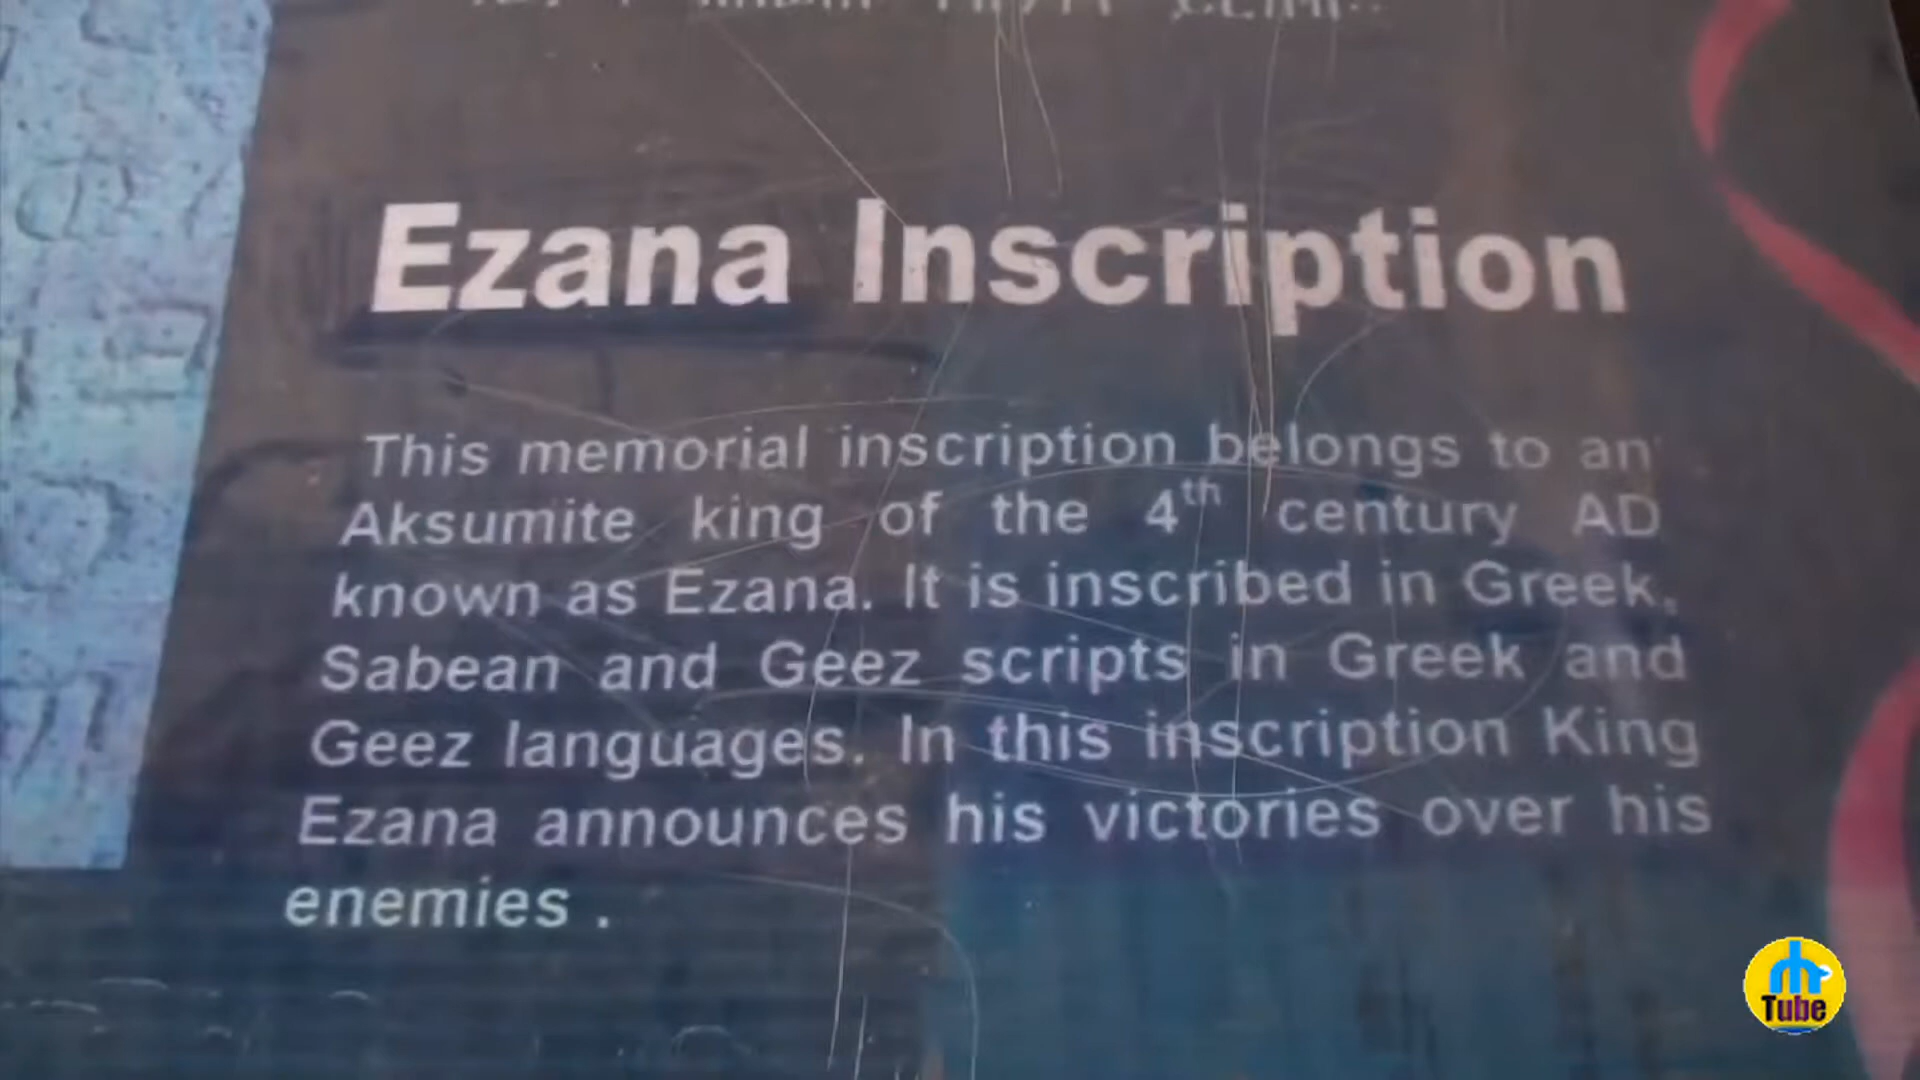 Ezana Inscription
This memorial inscription belongs to an
Aksumite king of the 4th century AD
known as Ezana. It is inscribed in Greek,
Sabean and Geez scripts in Greek and
Geez languages. In this inscription King
Ezana announces his victories over his
enemies .
Tube